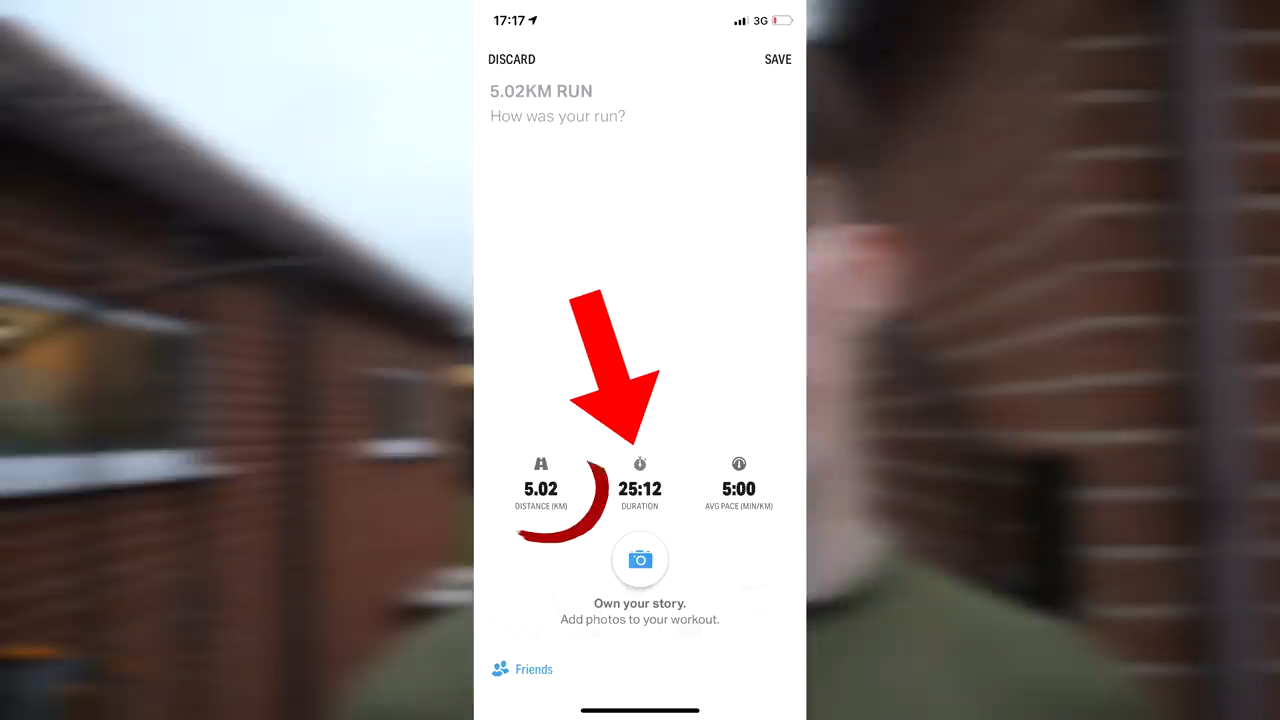 17:17
3G
DISCARD
SAVE
5.02KM RUN
How was your run?
5.02
25:12
5:00
DISTANCE (KM)
DURATION
AVG PACE (MIN/KM)
Own your story.
Add photos to your workout.
Friends